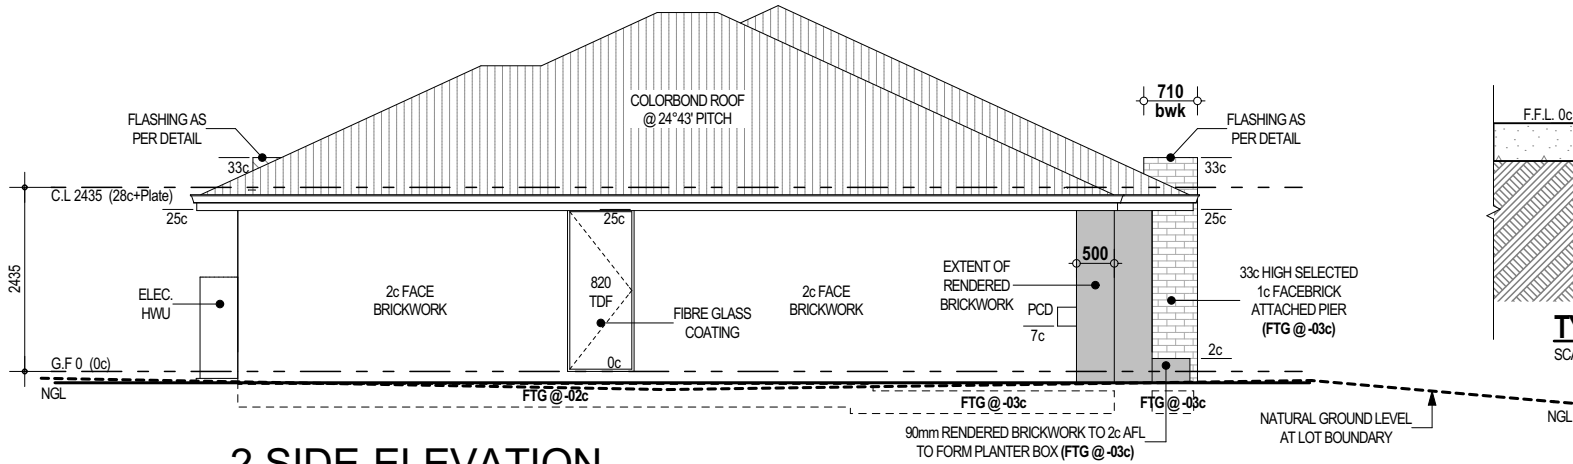 COLORBOND ROOF
@ 24°43' PITCH
710
bwk
FLASHING AS
PER DETAIL
33c
FLASHING AS
PER DETAIL
33c
F.F.L. 0c
C.L 2435 (28c+Plate)
25c
25c
25c
2435
ELEC.
HWU
2c FACE
BRICKWORK
820
TDF
FIBRE GLASS
COATING
2c FACE
BRICKWORK
EXTENT OF
RENDERED
BRICKWORK
500
PCD
7c
33c HIGH SELECTED
1c FACEBRICK
ATTACHED PIER
(FTG @ -03c)
2c
G.F 0 (0c)
0c
NGL
FTG @ -02c
FTG @ -03c
FTG @ -03c
90mm RENDERED BRICKWORK TO 2c AFL
TO FORM PLANTER BOX (FTG @ -03c)
NATURAL GROUND LEVEL
AT LOT BOUNDARY
NGL
2 SIDE ELEVATION